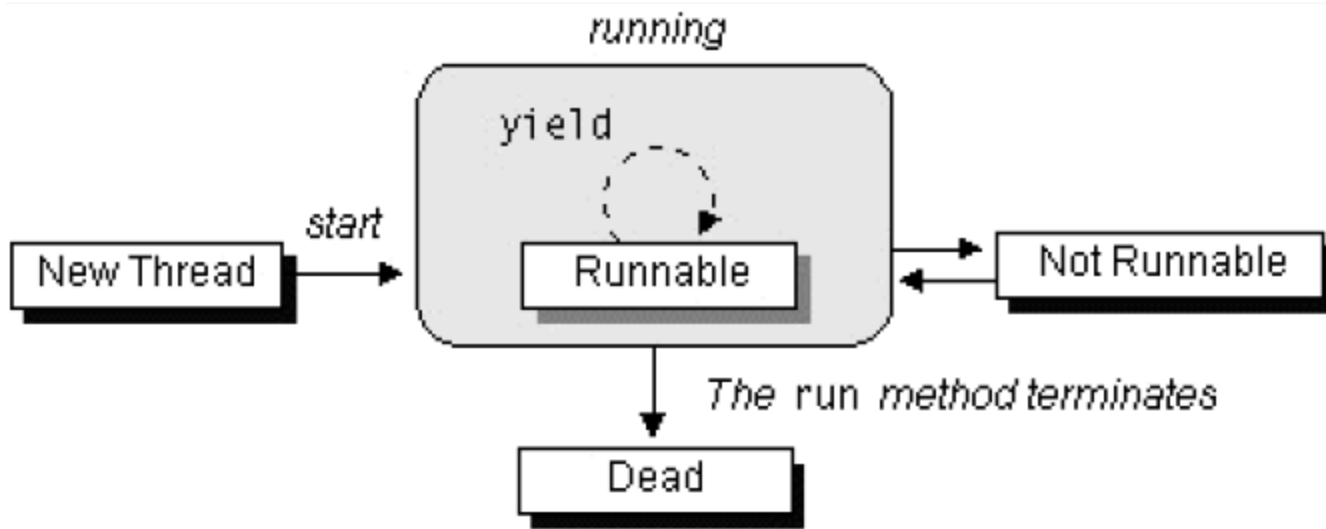 running
yield
start
New Thread
Runnable
Not Runnable
The run method terminates
Dead